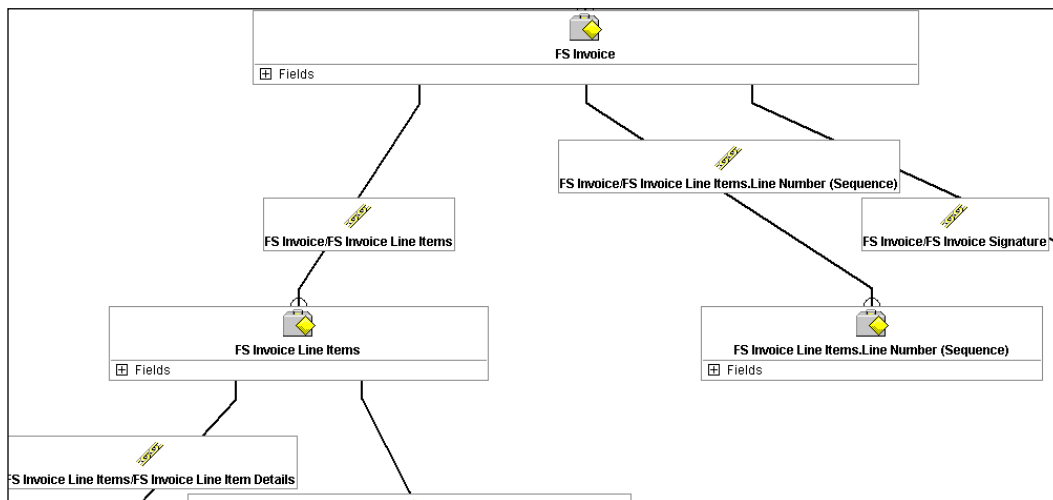 FS Invoice
Fields
FS Invoice/FS Invoice Line Items.Line Number (Sequence)
FS Invoice/FS Invoice Line Items
FS Invoice/FS Invoice Signature
FS Invoice Line Items
Fields
FS Invoice Line Items.Line Number (Sequence)
Fields
FS Invoice Line Items/FS Invoice Line Item Details